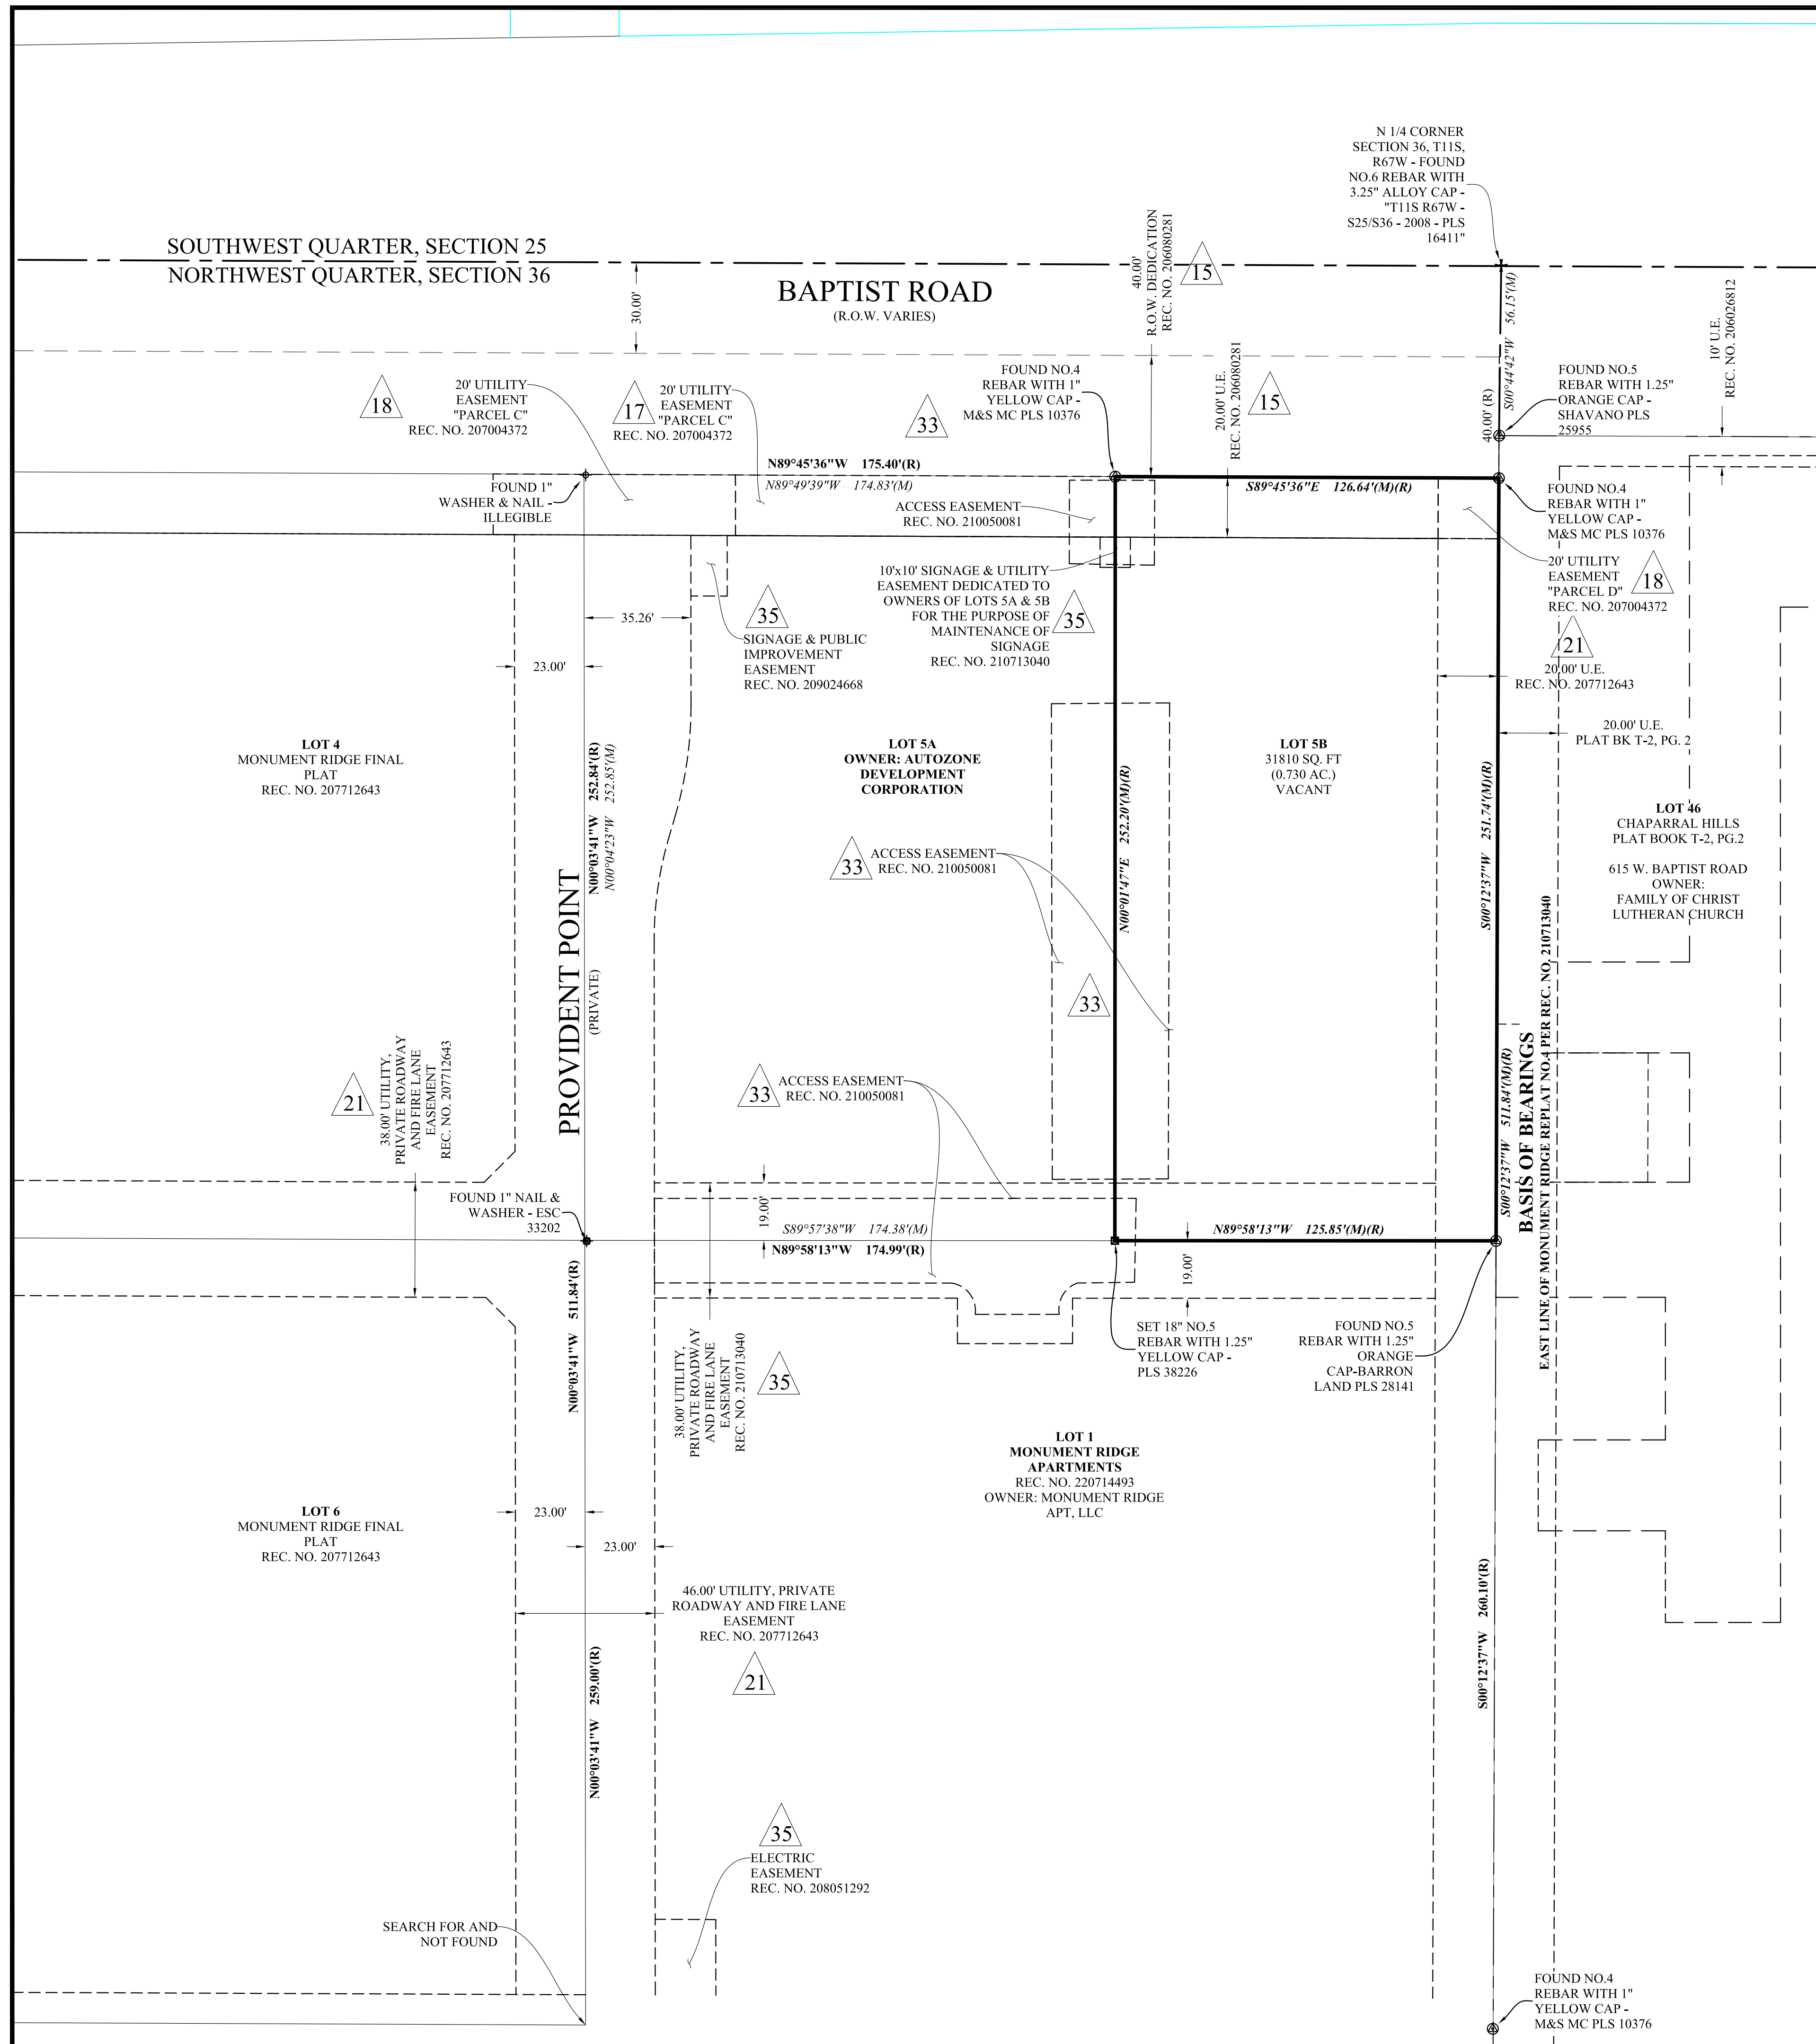 N 1/4 CORNER
SECTION 36, T11S,
R67W - FOUND
NO.6 REBAR WITH
3.25" ALLOY CAP -
"T11S R67W -
S25/S36 - 2008 - PLS
16411"
SOUTHWEST QUARTER, SECTION 25
NORTHWEST QUARTER, SECTION 36
30.00'
BAPTIST ROAD
(R.O.W. VARIES)
40.00'
R.O.W. DEDICATION
REC. NO. 206080281
15
S00°44'42"W 56.15'(M)
40.00' (R)
10' U.E.
REC. NO. 206026812
18
20' UTILITY
EASEMENT
"PARCEL C"
REC. NO. 207004372
17
20' UTILITY
EASEMENT
"PARCEL C"
REC. NO. 207004372
33
FOUND NO.4
REBAR WITH 1"
YELLOW CAP -
M&S MC PLS 10376
20.00' U.E.
REC. NO. 206080281
15
FOUND NO.5
REBAR WITH 1.25"
ORANGE CAP -
SHAVANO PLS
25955
N89°45'36"W 175.40'(R)
N89°49'39"W 174.83'(M)
S89°45'36"E 126.64'(M)(R)
FOUND 1"
WASHER & NAIL -
ILLEGIBLE
ACCESS EASEMENT
REC. NO. 210050081
FOUND NO.4
REBAR WITH 1"
YELLOW CAP -
M&S MC PLS 10376
10'x10' SIGNAGE & UTILITY
EASEMENT DEDICATED TO
OWNERS OF LOTS 5A & 5B
FOR THE PURPOSE OF
MAINTENANCE OF
SIGNAGE
REC. NO. 210713040
35
20' UTILITY
EASEMENT
"PARCEL D"
REC. NO. 207004372
18
35.26'
23.00'
35
SIGNAGE & PUBLIC
IMPROVEMENT
EASEMENT
REC. NO. 209024668
21
20.00' U.E.
REC. NO. 207712643
20.00' U.E.
PLAT BK T-2, PG. 2
LOT 4
MONUMENT RIDGE FINAL
PLAT
REC. NO. 207712643
N00°03'41"W 252.84'(R)
N00°04'23"W 252.85'(M)
LOT 5A
OWNER: AUTOZONE
DEVELOPMENT
CORPORATION
N00°01'47"E 252.20'(M)(R)
LOT 5B
31810 SQ. FT
(0.730 AC.)
VACANT
S00°12'37"W 251.74'(M)(R)
LOT 46
CHAPARRAL HILLS
PLAT BOOK T-2, PG.2
615 W. BAPTIST ROAD
OWNER:
FAMILY OF CHRIST
LUTHERAN CHURCH
33
ACCESS EASEMENT
REC. NO. 210050081
33
PROVIDENT POINT
(PRIVATE)
21
38.00' UTILITY,
PRIVATE ROADWAY
AND FIRE LANE
EASEMENT
REC. NO. 207712643
33
ACCESS EASEMENT
REC. NO. 210050081
S00°12'37"W 511.84'(M)(R)
BASIS OF BEARINGS
EAST LINE OF MONUMENT RIDGE REPLAT NO.4 PER REC. NO. 210713040
FOUND 1" NAIL &
WASHER - ESC
33202
19.00'
S89°57'38"W 174.38'(M)
N89°58'13"W 174.99'(R)
N89°58'13"W 125.85'(M)(R)
19.00'
N00°03'41"W 511.84'(R)
38.00' UTILITY,
PRIVATE ROADWAY
AND FIRE LANE
EASEMENT
REC. NO. 210713040
35
SET 18" NO.5
REBAR WITH 1.25"
YELLOW CAP -
PLS 38226
FOUND NO.5
REBAR WITH 1.25"
ORANGE
CAP-BARRON
LAND PLS 28141
LOT 1
MONUMENT RIDGE
APARTMENTS
REC. NO. 220714493
OWNER: MONUMENT RIDGE
APT, LLC
LOT 6
MONUMENT RIDGE FINAL
PLAT
REC. NO. 207712643
23.00'
23.00'
46.00' UTILITY, PRIVATE
ROADWAY AND FIRE LANE
EASEMENT
REC. NO. 207712643
21
N00°03'41"W 259.00'(R)
S00°12'37"W 260.10'(R)
35
ELECTRIC
EASEMENT
REC. NO. 208051292
SEARCH FOR AND
NOT FOUND
FOUND NO.4
REBAR WITH 1"
YELLOW CAP -
M&S MC PLS 10376